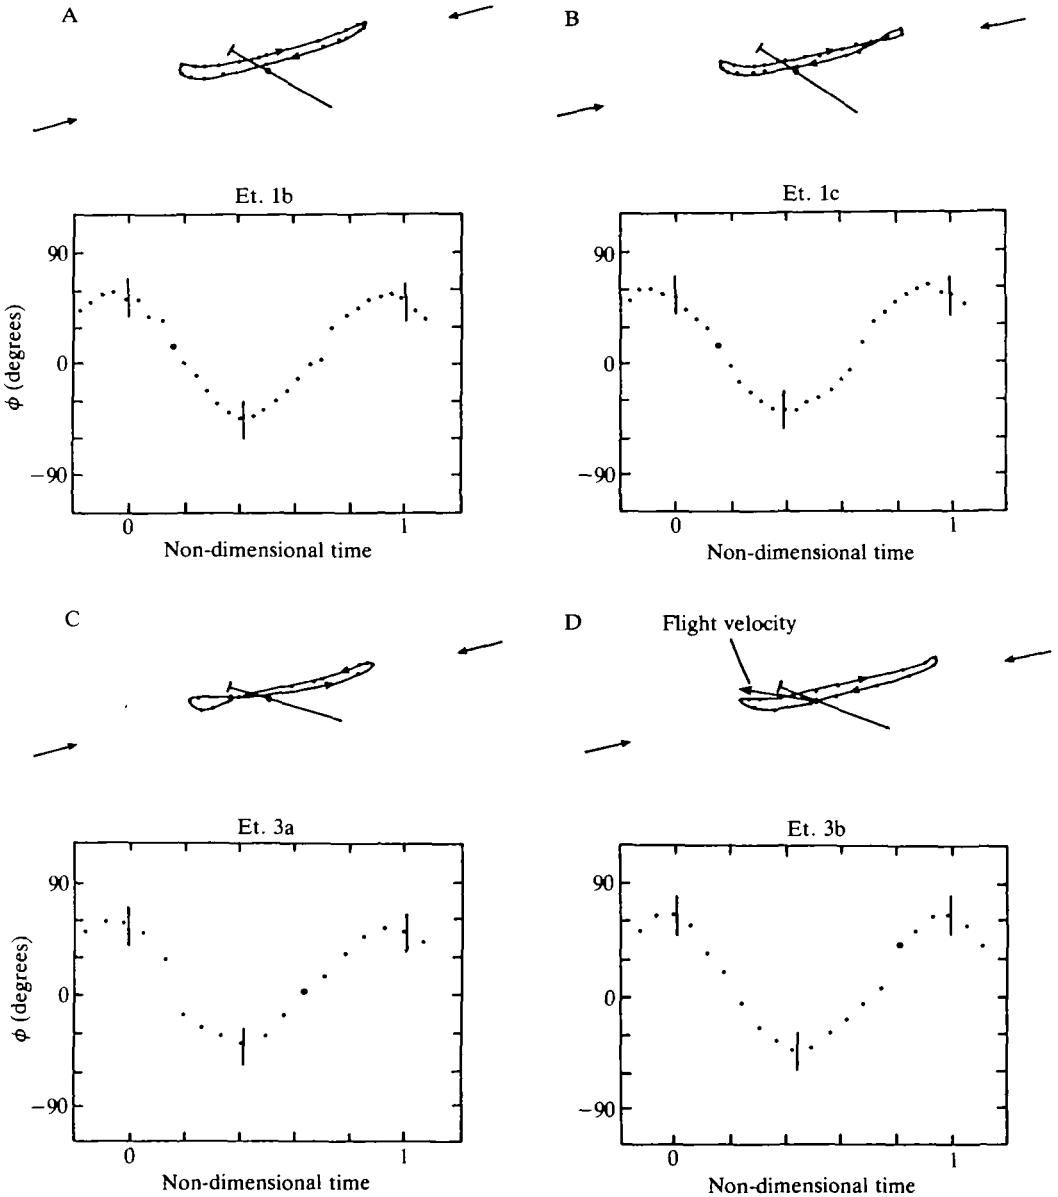 A
B
Et. 1b
Et. 1c
90
0
−90
φ (degrees)
0
1
Non-dimensional time
90
0
−90
0
1
Non-dimensional time
C
D
Flight velocity
Et. 3a
Et. 3b
90
0
−90
φ (degrees)
0
1
Non-dimensional time
90
0
−90
0
1
Non-dimensional time